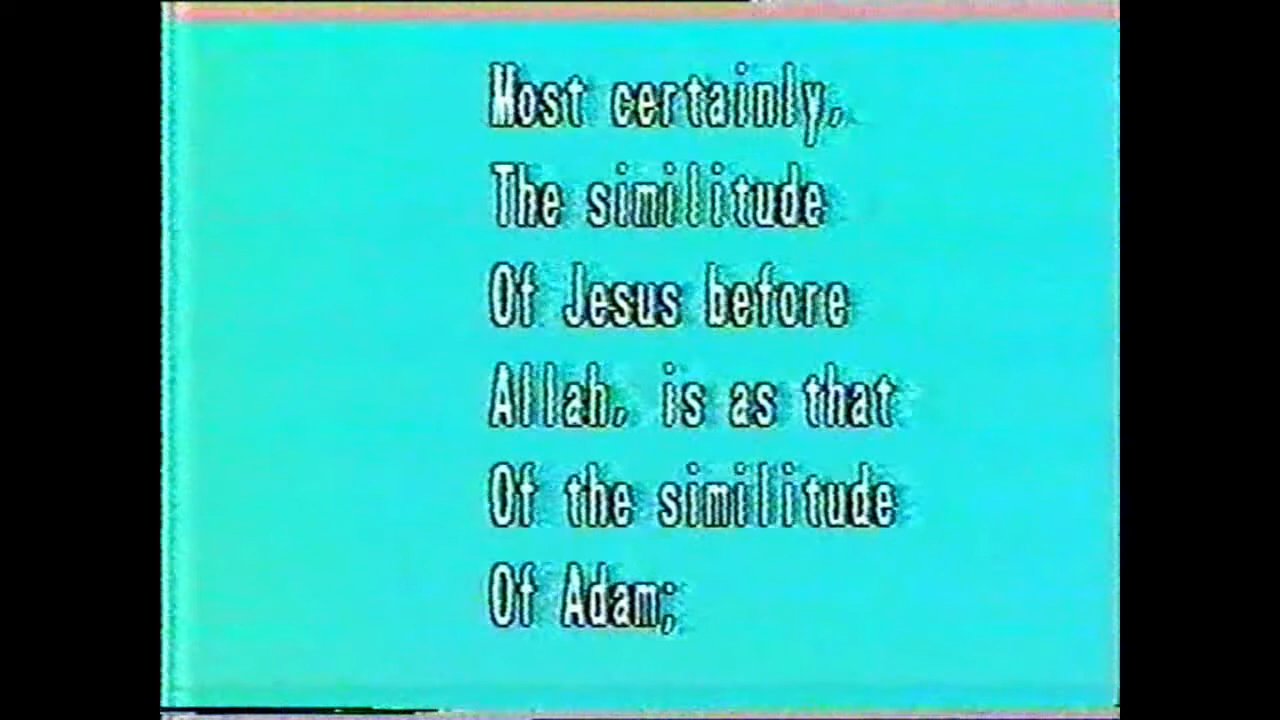 Most certainly,
The similitude
Of Jesus before
Allah, is as that
Of the similitude
Of Adam;